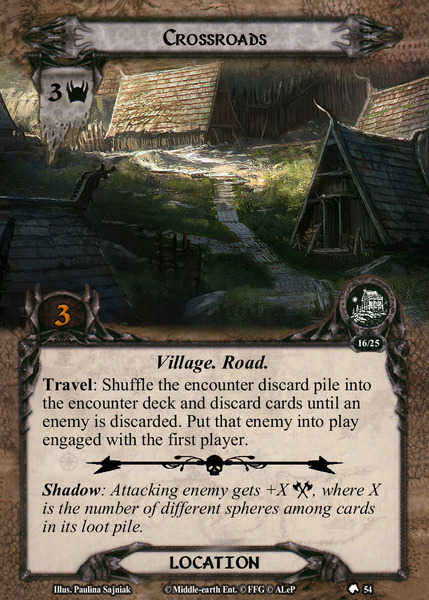 CROSSROADS
3
3
16/25
Village. Road.
Travel: Shuffle the encounter discard pile into
the encounter deck and discard cards until an
enemy is discarded. Put that enemy into play
engaged with the first player.
Shadow: Attacking enemy gets +X , where X
is the number of different spheres among cards
in its loot pile.
LOCATION
Illus. Paulina Sajniak © Middle-earth Ent. © FFG © ALeP 54